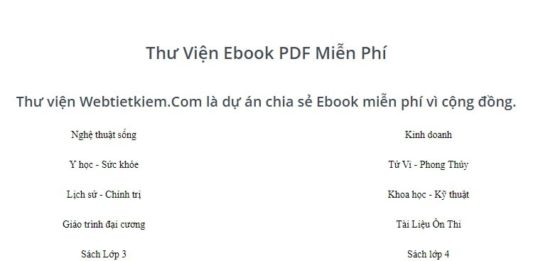 Thư Viện Ebook PDF Miễn Phí
Thư viện Webtietkiem.Com là dự án chia sẻ Ebook miễn phí vì cộng đồng.
Nghệ thuật sống
Kinh doanh
Y học - Sức khỏe
Tử Vi - Phong Thủy
Lịch sử - Chính trị
Khoa học - Kỹ thuật
Giáo trình đại cương
Tài Liệu Ôn Thi
Sách Lớp 3
Sách lớp 4